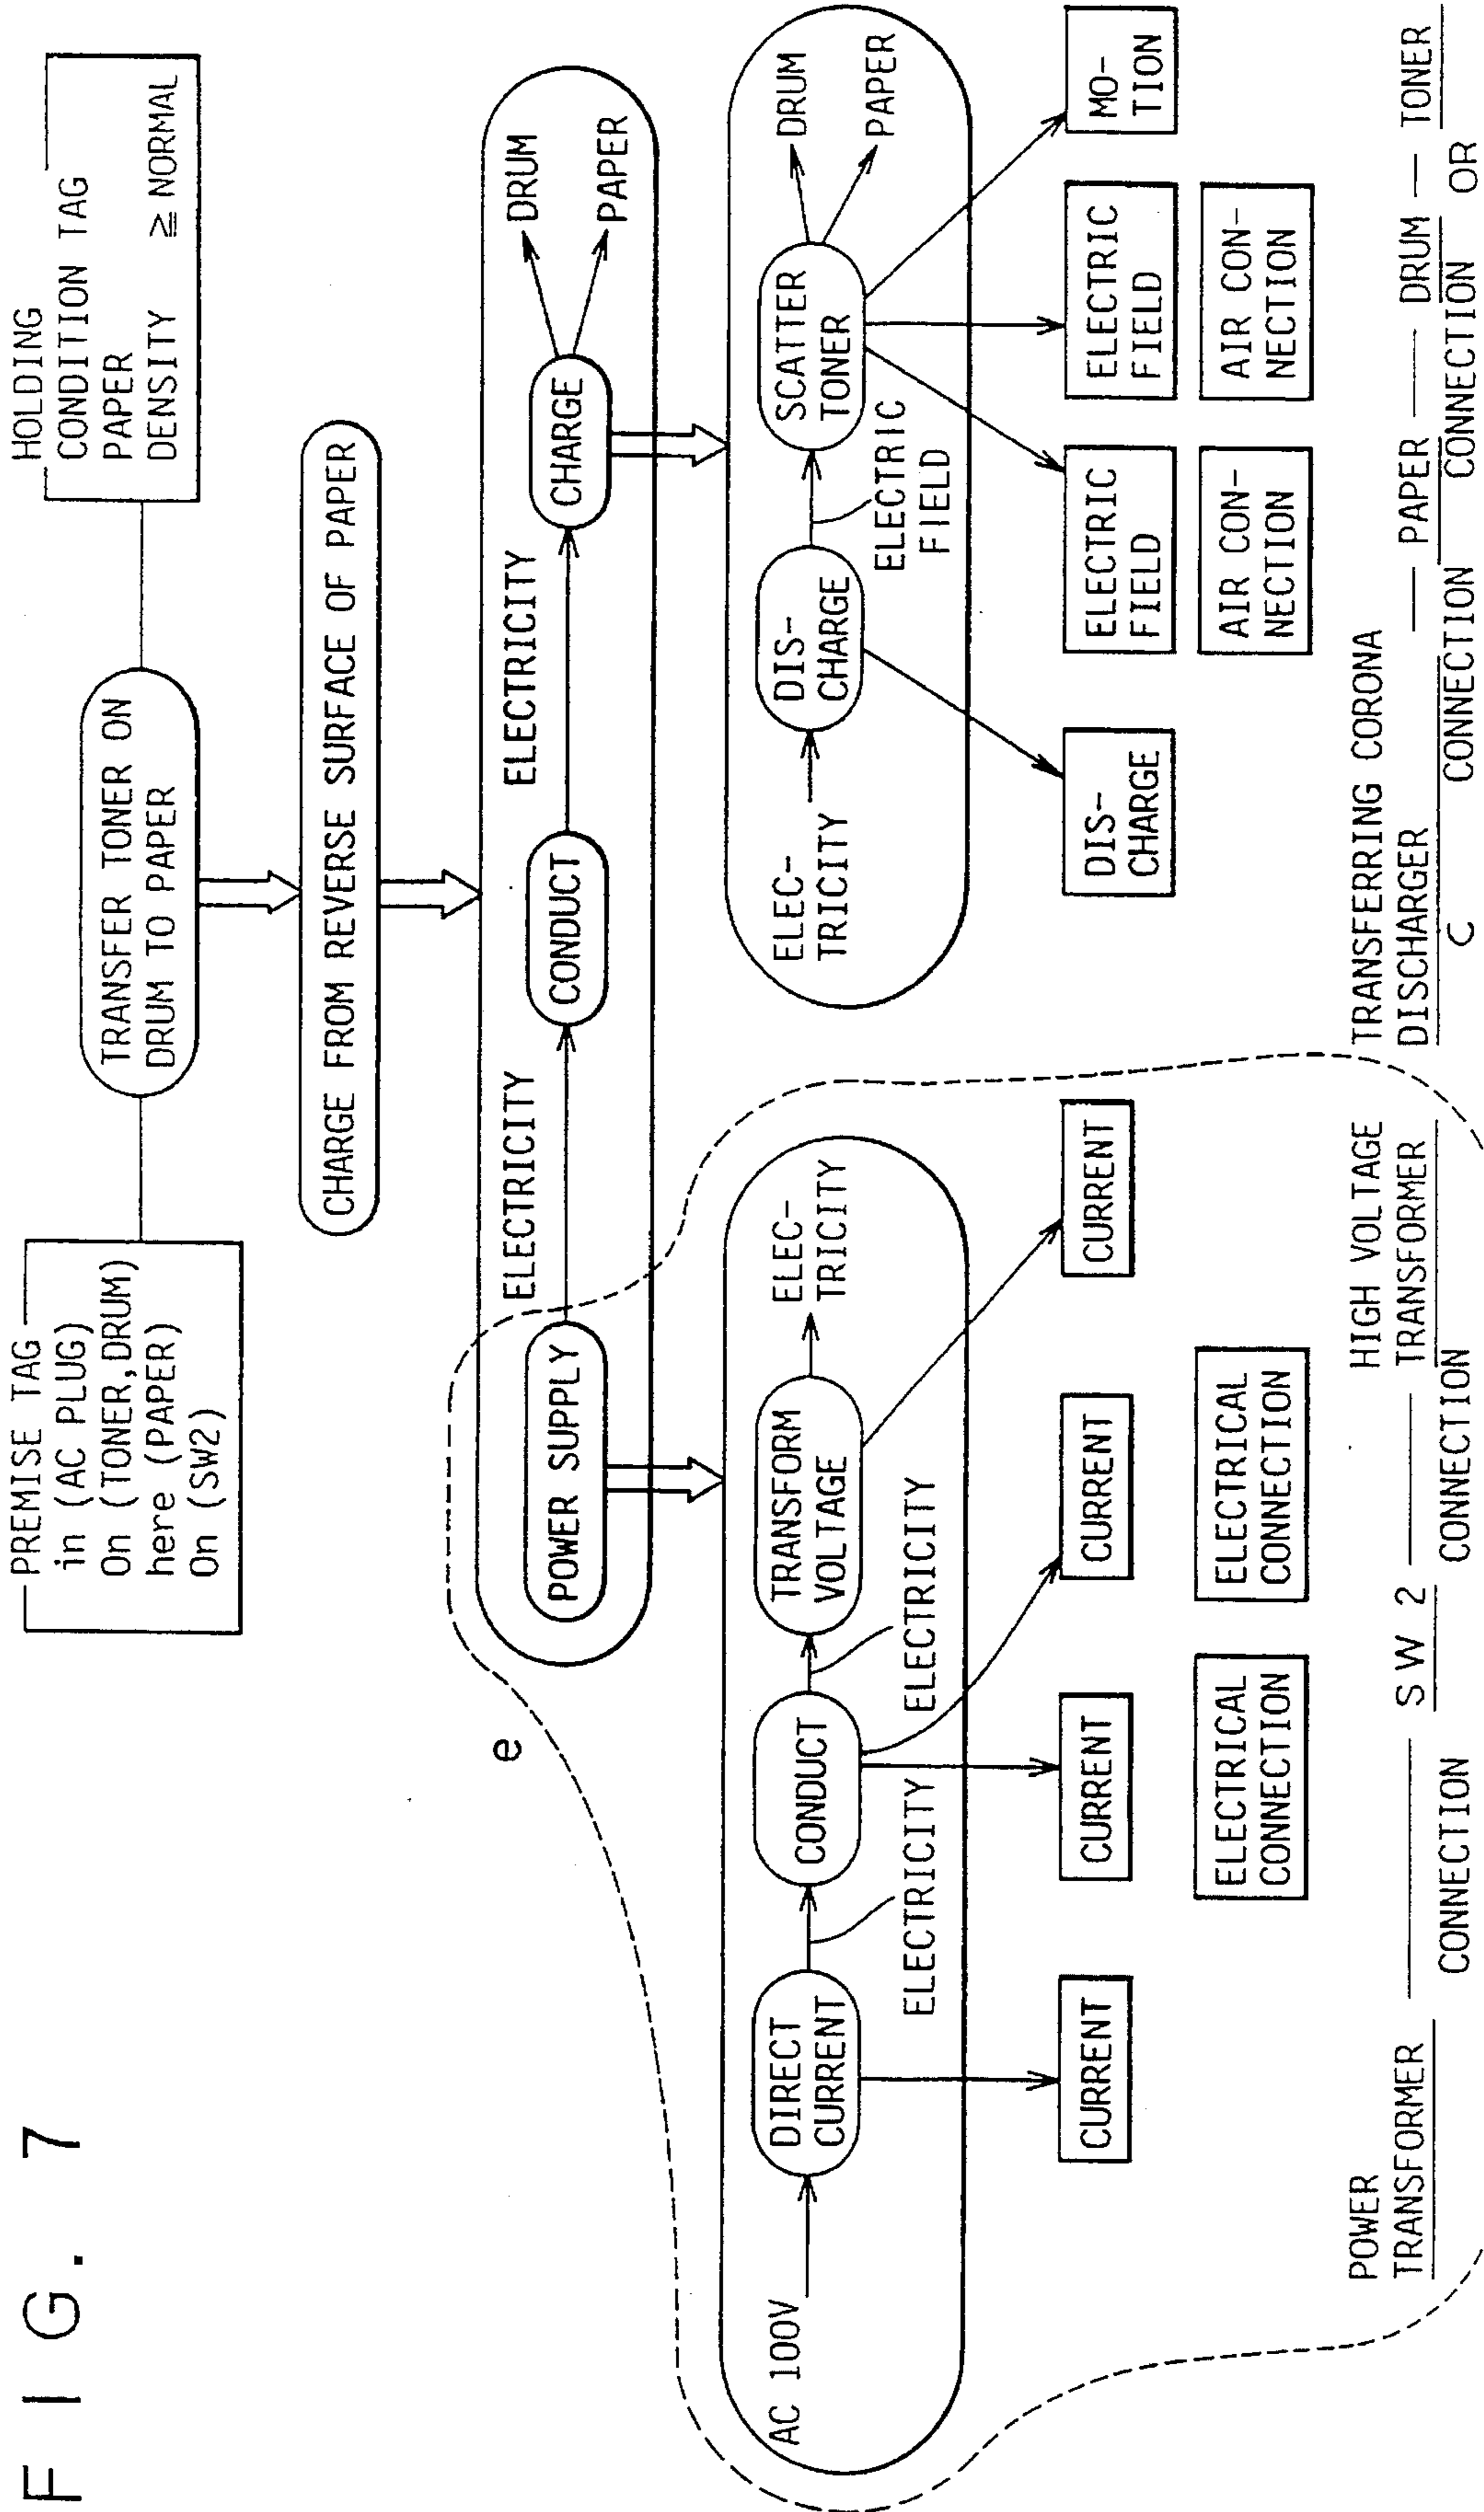 FIG. 7
PREMISE TAG
in (AC PLUG)
On (TONER,DRUM)
here (PAPER)
On (SW2)
TRANSFER TONER ON
DRUM TO PAPER
HOLDING
CONDITION TAG
PAPER
DENSITY ≧ NORMAL
CHARGE FROM REVERSE SURFACE OF PAPER
e
POWER SUPPLY
ELECTRICITY
CONDUCT
ELECTRICITY
CHARGE
DRUM
PAPER
AC 100V
DIRECT
CURRENT
ELECTRICITY
CONDUCT
ELECTRICITY
TRANSFORM
VOLTAGE
ELEC-
TRICITY
ELEC-
TRICITY
DIS-
CHARGE
ELECTRIC
FIELD
SCATTER
TONER
DRUM
PAPER
CURRENT
CURRENT
CURRENT
CURRENT
DIS-
CHARGE
ELECTRIC
FIELD
ELECTRIC
FIELD
MO-
TION
ELECTRICAL
CONNECTION
ELECTRICAL
CONNECTION
AIR CON-
NECTION
AIR CON-
NECTION
POWER
TRANSFORMER
CONNECTION
SW2
CONNECTION
HIGH VOLTAGE
TRANSFORMER
C
TRANSFERRING CORONA
DISCHARGER
CONNECTION
PAPER
CONNECTION
DRUM
CONNECTION OR
TONER